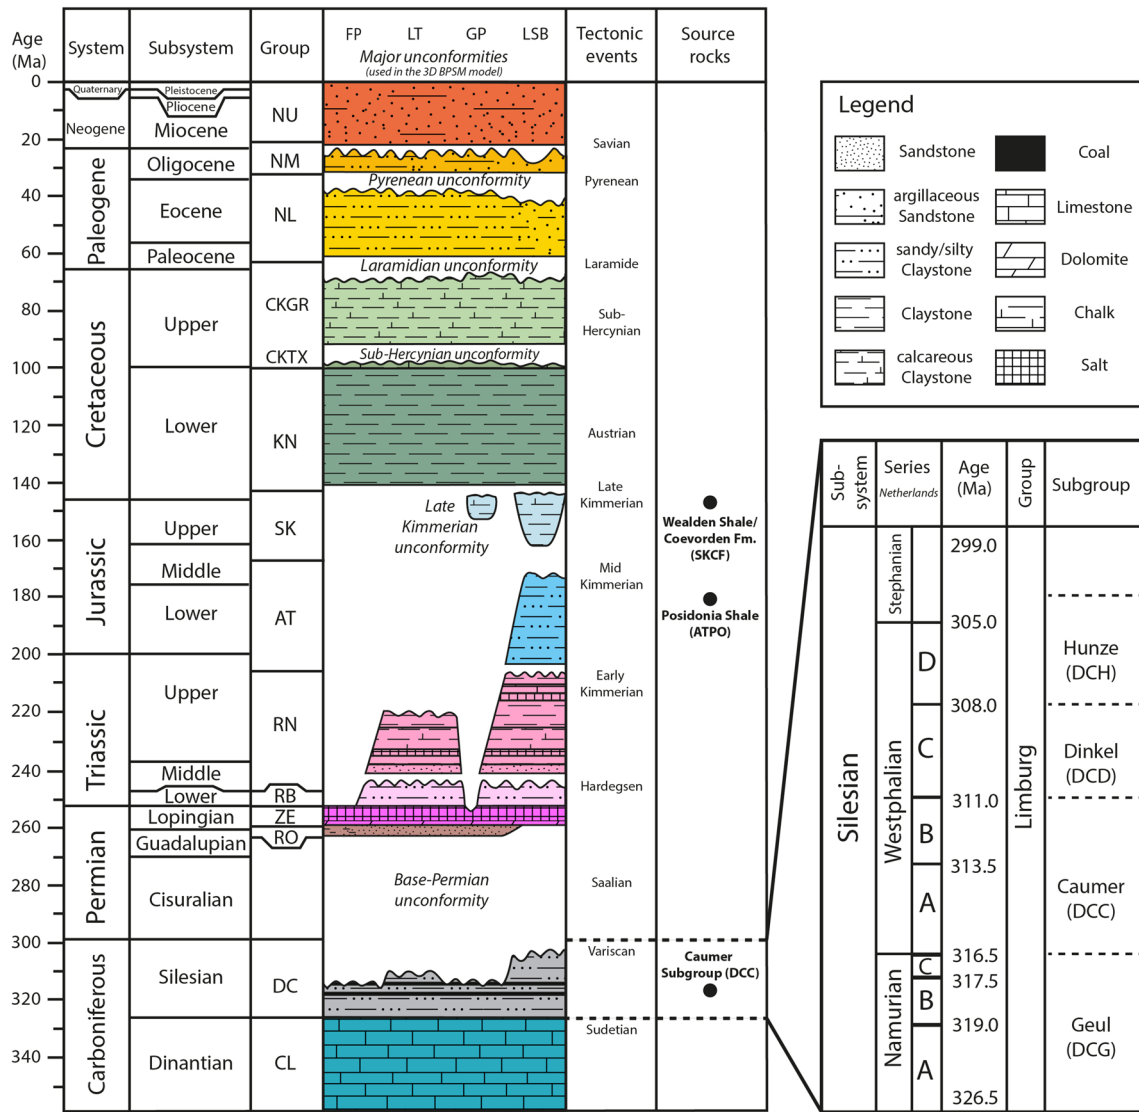 Age
(Ma)
System
Subsystem
Group
FP LT GP LSB
Major unconformities
(used in the 3D BPSM model)
Tectonic
events
Source
rocks
0
20
40
60
80
100
120
140
160
180
200
220
240
260
280
300
320
340
Quaternary
Neogene
Paleogene
Cretaceous
Jurassic
Triassic
Permian
Carboniferous
Pleistocene
Pliocene
Miocene
Oligocene
Eocene
Paleocene
Upper
Lower
Upper
Middle
Lower
Upper
Middle
Lower
Lopingian
Guadalupian
Cisuralian
Silesian
Dinantian
NU
NM
NL
CKGR
CKTX
KN
SK
AT
RN
RB
ZE
RO
DC
CL
Pyrenean unconformity
Laramidian unconformity
Sub-Hercynian unconformity
Late
Kimmerian
unconformity
Base-Permian
unconformity
Savian
Pyrenean
Laramide
Sub-
Hercynian
Austrian
Late
Kimmerian
Mid
Kimmerian
Early
Kimmerian
Hardegsen
Saalian
Variscan
Sudetian
Wealden Shale/
Coevorden Fm.
(SKCF)
Posidonia Shale
(ATPO)
Caumer
Subgroup (DCC)
Legend
Sandstone
argillaceous
Sandstone
sandy/silty
Claystone
Claystone
calcareous
Claystone
Coal
Limestone
Dolomite
Chalk
Salt
Sub-
system
Series
Netherlands
Age
(Ma)
Group
Subgroup
Silesian
Stephanian
Westphalian
Namurian
D
C
B
A
C
B
A
299.0
305.0
308.0
311.0
313.5
316.5
317.5
319.0
326.5
Limburg
Hunze
(DCH)
Dinkel
(DCD)
Caumer
(DCC)
Geul
(DCG)